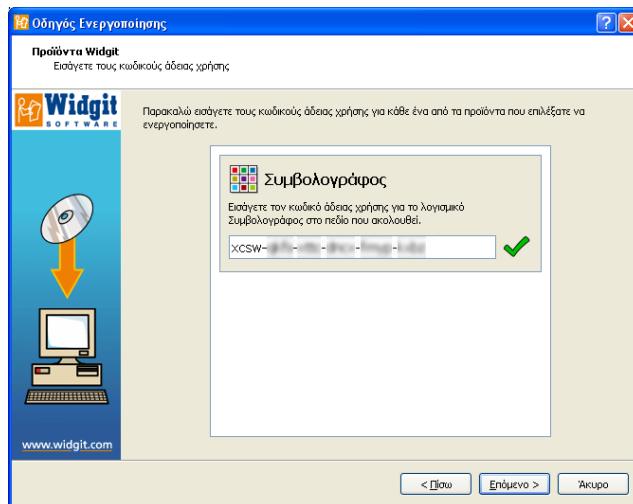 Οδηγός Ενεργοποίησης
Προϊόντα Widgit
Εισάγετε τους κωδικούς άδειας χρήσης
Widgit
SOFTWARE
Παρακαλώ εισάγετε τους κωδικούς άδειας χρήσης για κάθε ένα από τα προϊόντα που επιλέξατε να
ενεργοποιήσετε.
Συμβολογράφος
Εισάγετε τον κωδικό άδειας χρήσης για το λογισμικό
Συμβολογράφος στο πεδίο που ακολουθεί.
xcsw-
www.widgit.com
< Πίσω
Επόμενο >
Άκυρο